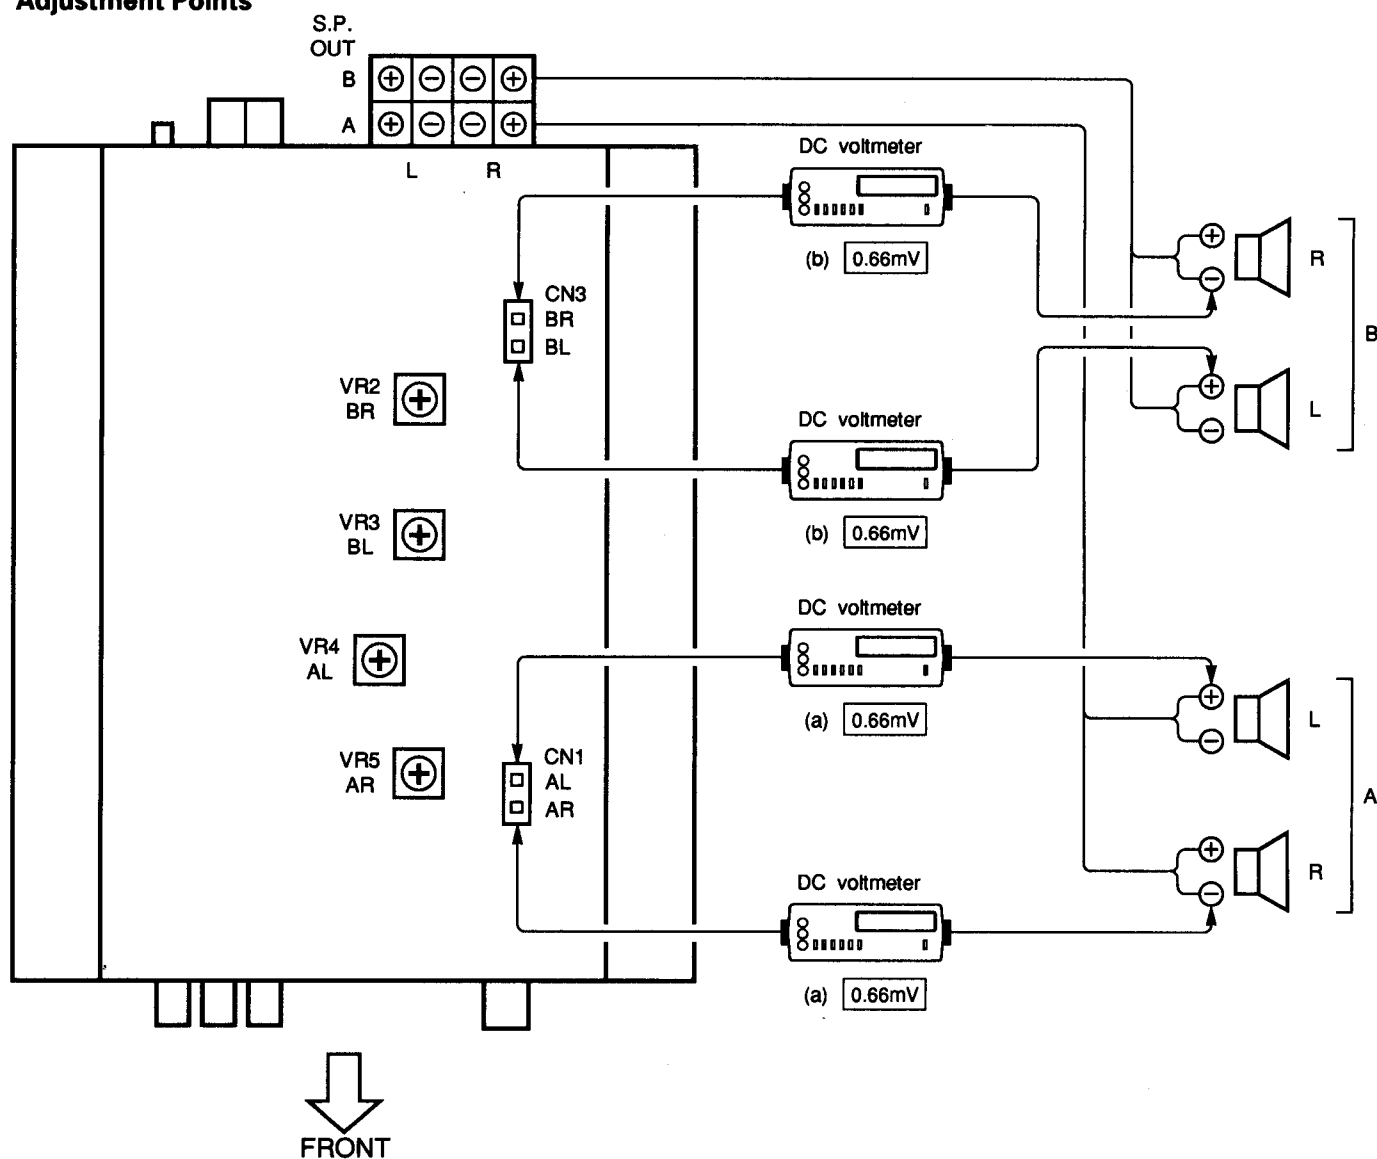 Adjustment Points
S.P.
OUT
B
A
L R
DC voltmeter
(b) 0.66mV
CN3
BR
BL
R
B
L
VR2
BR
DC voltmeter
(b) 0.66mV
VR3
BL
DC voltmeter
(a) 0.66mV
VR4
AL
L
A
R
VR5
AR
CN1
AL
AR
DC voltmeter
(a) 0.66mV
FRONT